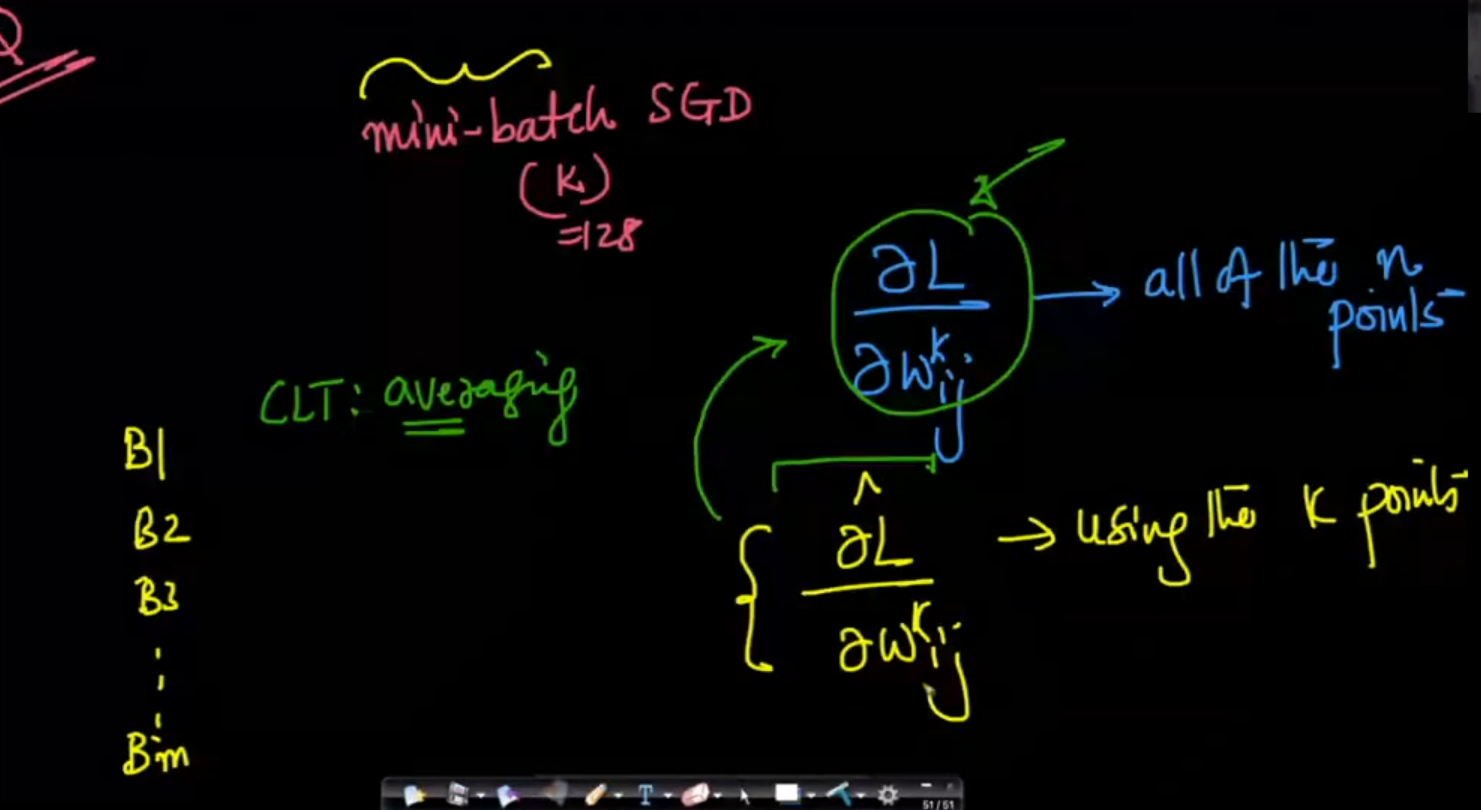 Q
mini-batch SGD
(K)
=128
∂L
∂w^k_ij
→ all of the n
points
CLT: averaging
B1
B2
B3
⋮
Bm
^
∂L
∂w^k_ij
→ using the K points
T
51/51